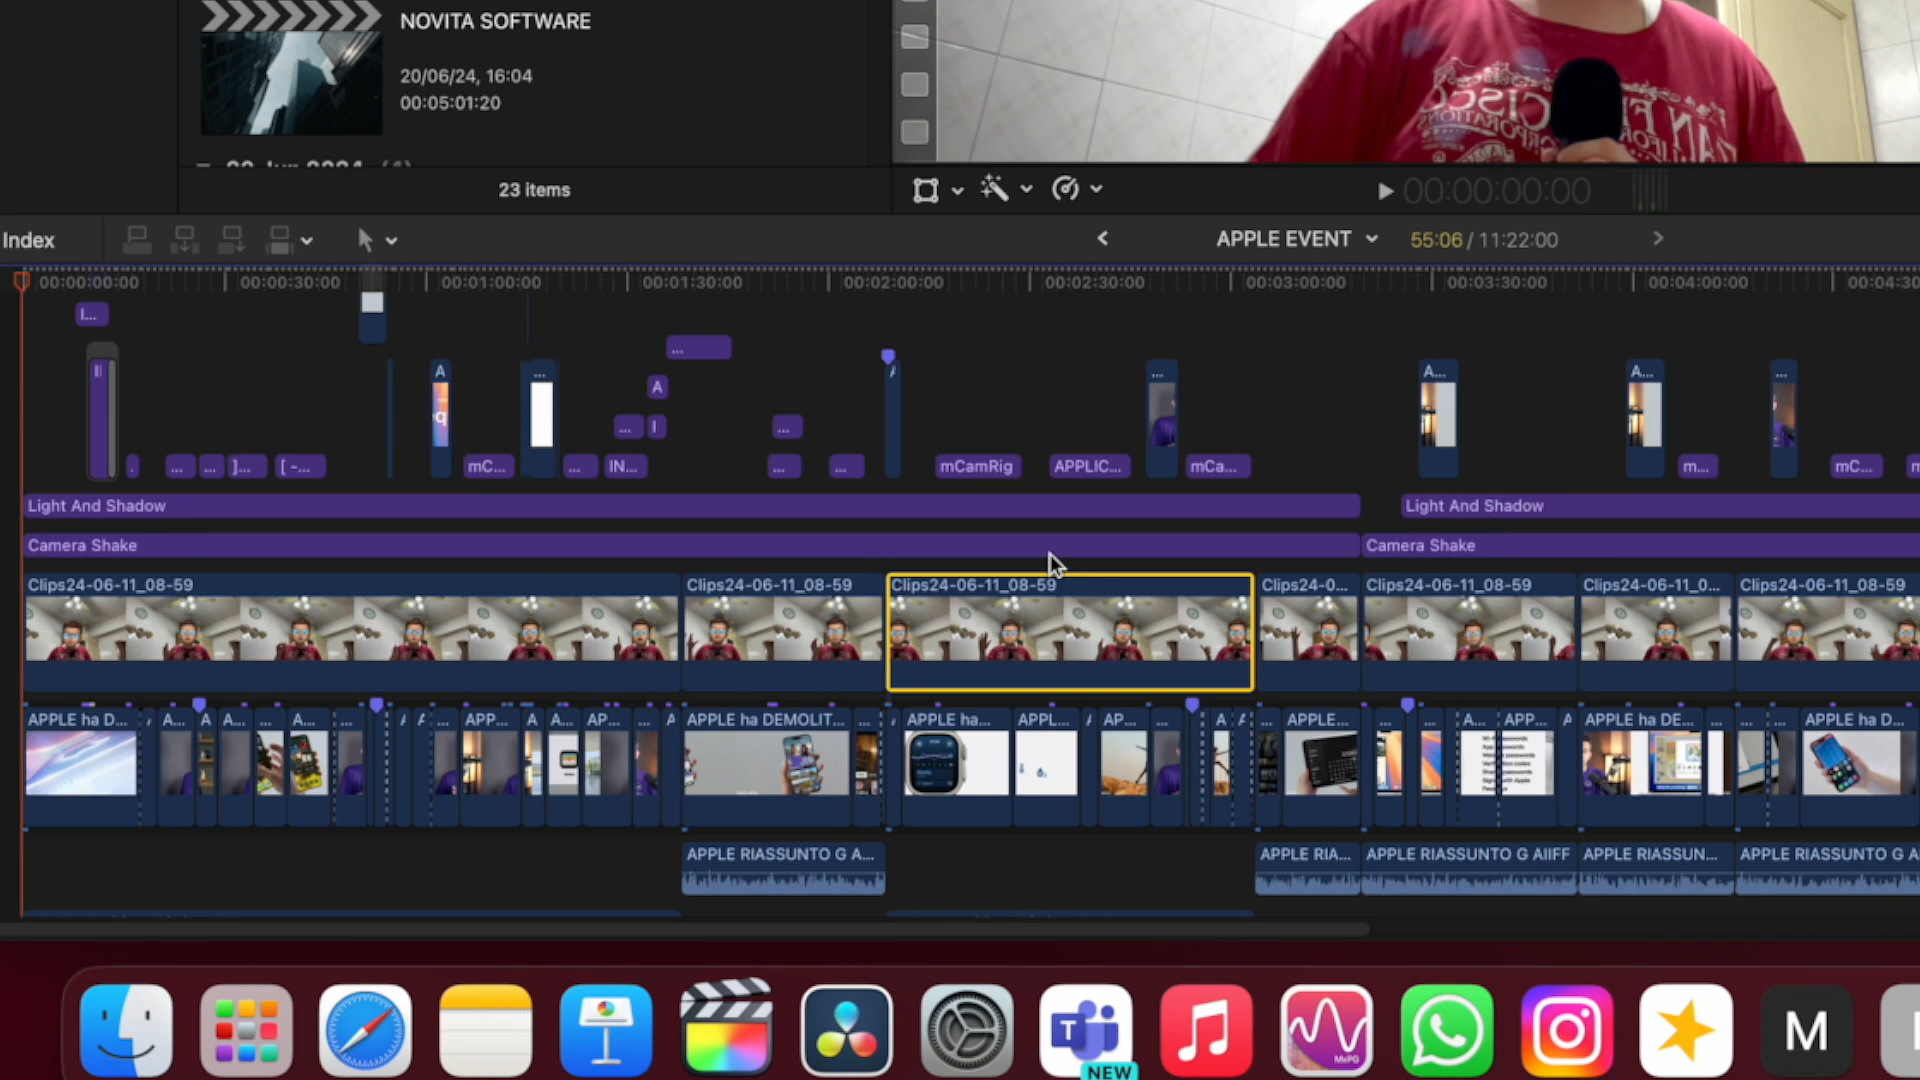 NOVITA SOFTWARE
20/06/24, 16:04
00:05:01:20
23 items
00:00:00:00
Index
APPLE EVENT
55:06 / 11:22:00
00:00:00:00
00:00:30:00
00:01:00:00
00:01:30:00
00:02:00:00
00:02:30:00
00:03:00:00
00:03:30:00
00:04:00:00
00:04:30
I...
...
A
...
A
...
A...
A...
...
...
I
...
...
...
]...
[ -...
mC...
...
IN...
...
...
mCamRig
APPLIC...
mCa...
m...
mC...
Light And Shadow
Light And Shadow
Camera Shake
Camera Shake
Clips24-06-11_08-59
Clips24-06-11_08-59
Clips24-06-11_08-59
Clips24-0...
Clips24-06-11_08-59
Clips24-06-11_0...
Clips24-06-11_08-59
APPLE ha D...
A...
A
A...
...
A...
...
...
APP...
A
A...
AP...
...
APPLE ha DEMOLIT...
...
APPLE ha...
APPL...
AP...
...
A
...
APPLE...
...
...
A...
APP...
APPLE ha DE...
...
...
...
APPLE ha D...
APPLE RIASSUNTO G A...
APPLE RIA...
APPLE RIASSUNTO G AIIFF
APPLE RIASSUN...
APPLE RIASSUNTO G A
T
NEW
MxPG
M